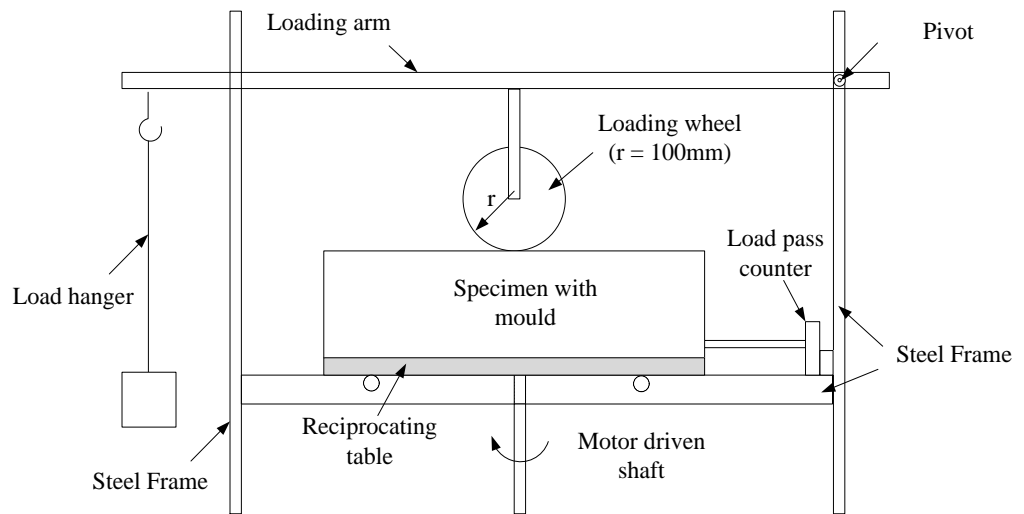 Loading arm
Pivot
Loading wheel
(r = 100mm)
r
Load pass
counter
Load hanger
Specimen with
mould
Steel Frame
Reciprocating
table
Motor driven
shaft
Steel Frame